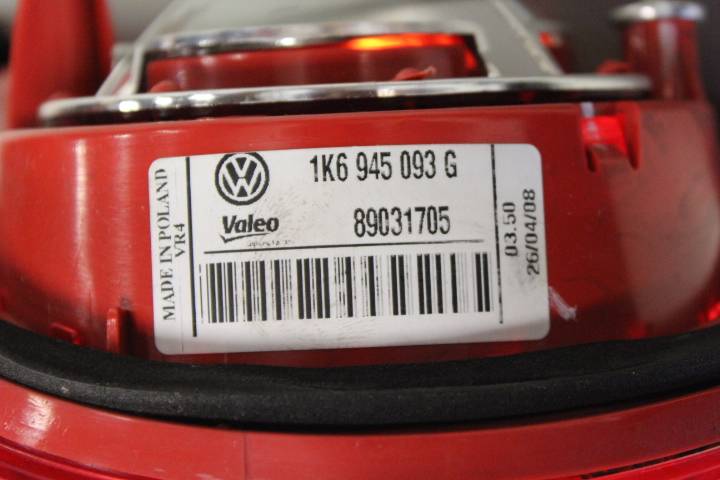 1K6 945 093 G
Valeo
89031705
MADE IN POLAND
VR4
03.50
26/04/08